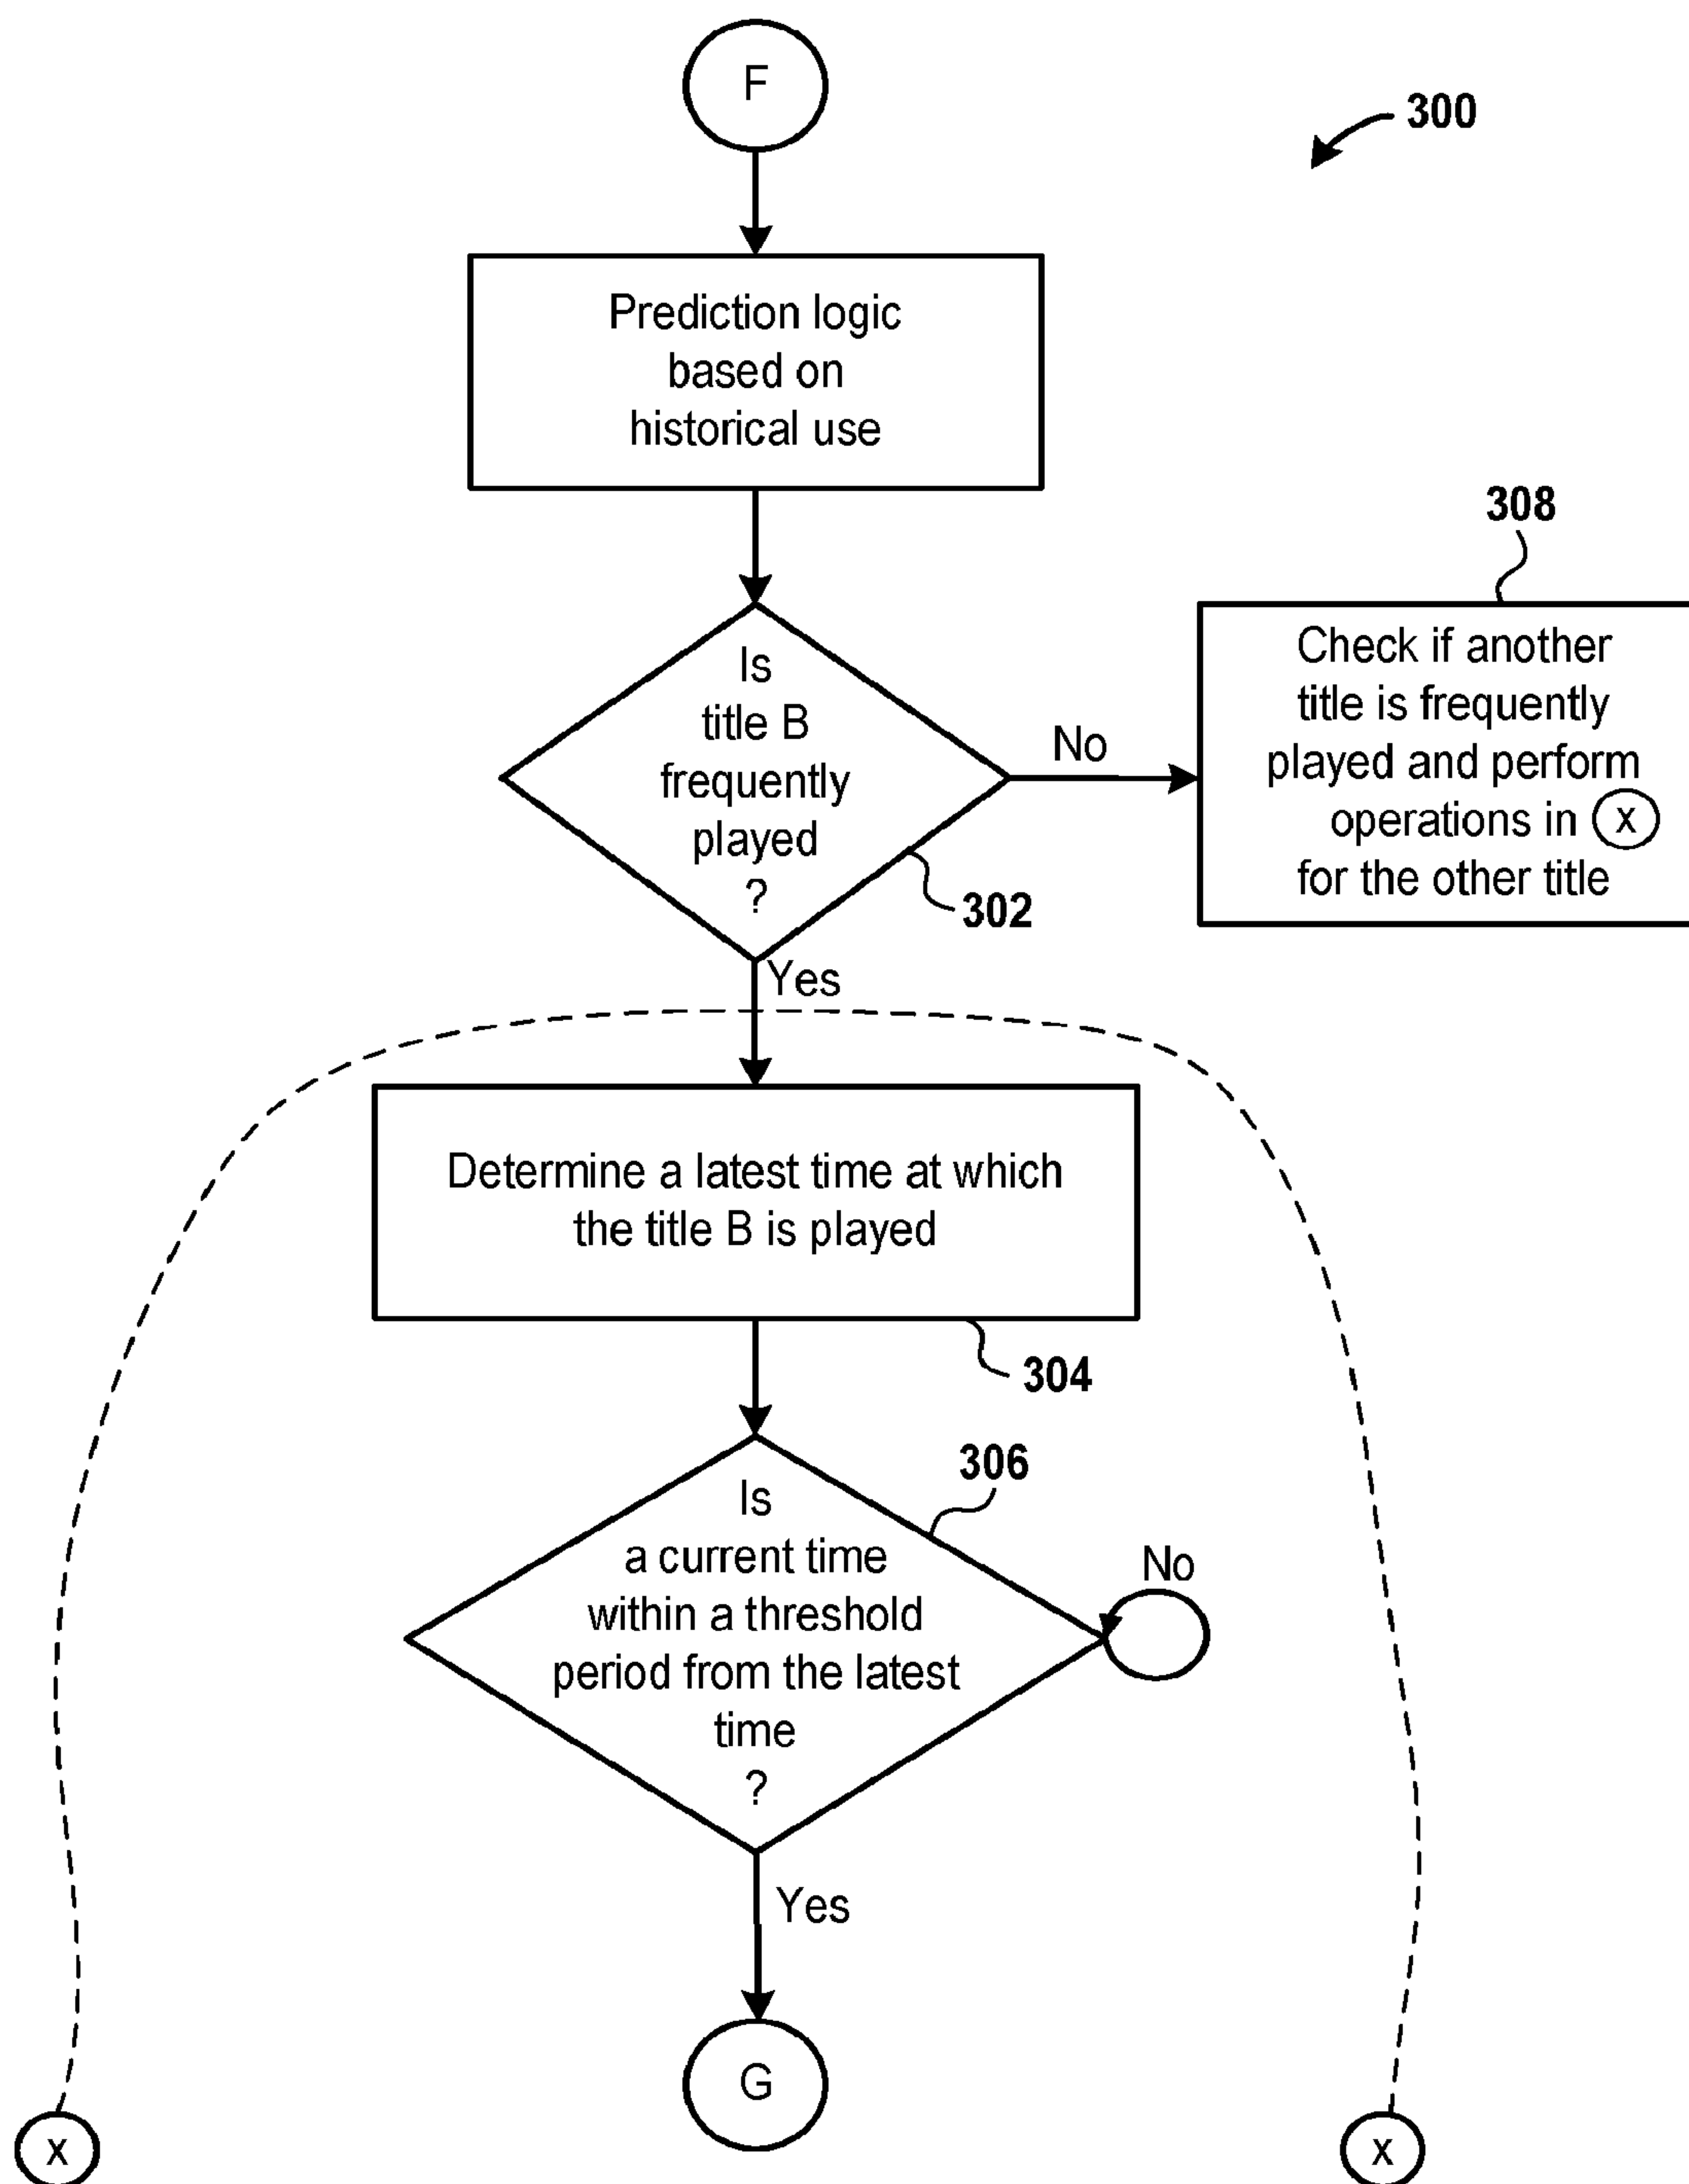 F
300
Prediction logic
based on
historical use
308
Is
title B
frequently
played
?
No
302
Check if another
title is frequently
played and perform
operations in X
for the other title
Yes
Determine a latest time at which
the title B is played
304
306
Is
a current time
within a threshold
period from the latest
time
?
No
Yes
G
X
X